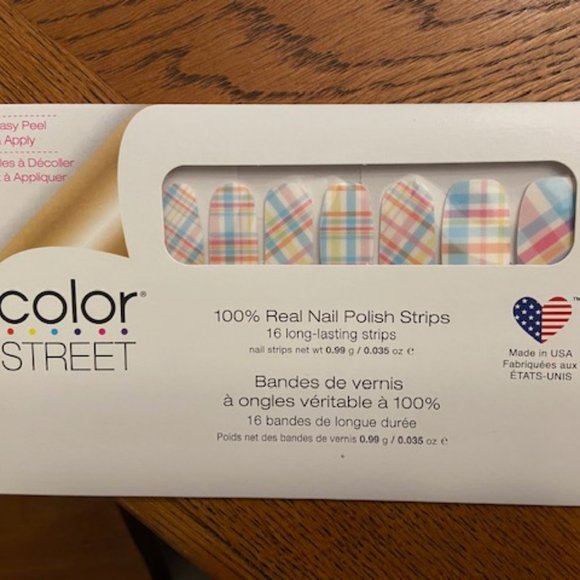 asy Peel
Apply
les à Décoller
à Appliquer
color®
STREET
100% Real Nail Polish Strips
16 long-lasting strips
nail strips net wt 0.99 g / 0.035 oz ℮
Bandes de vernis
à ongles véritable à 100%
16 bandes de longue durée
Poids net des bandes de vernis 0.99 g / 0.035 oz ℮
™
Made in USA
Fabriquées aux
ÉTATS-UNIS